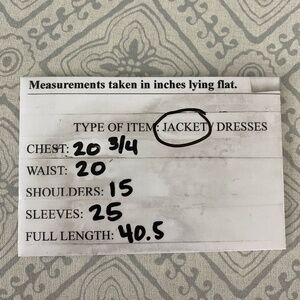 Measurements taken in inches lying flat.
TYPE OF ITEM: JACKET/ DRESSES
CHEST: 20 3/4
WAIST: 20
SHOULDERS: 15
SLEEVES: 25
FULL LENGTH: 40.5